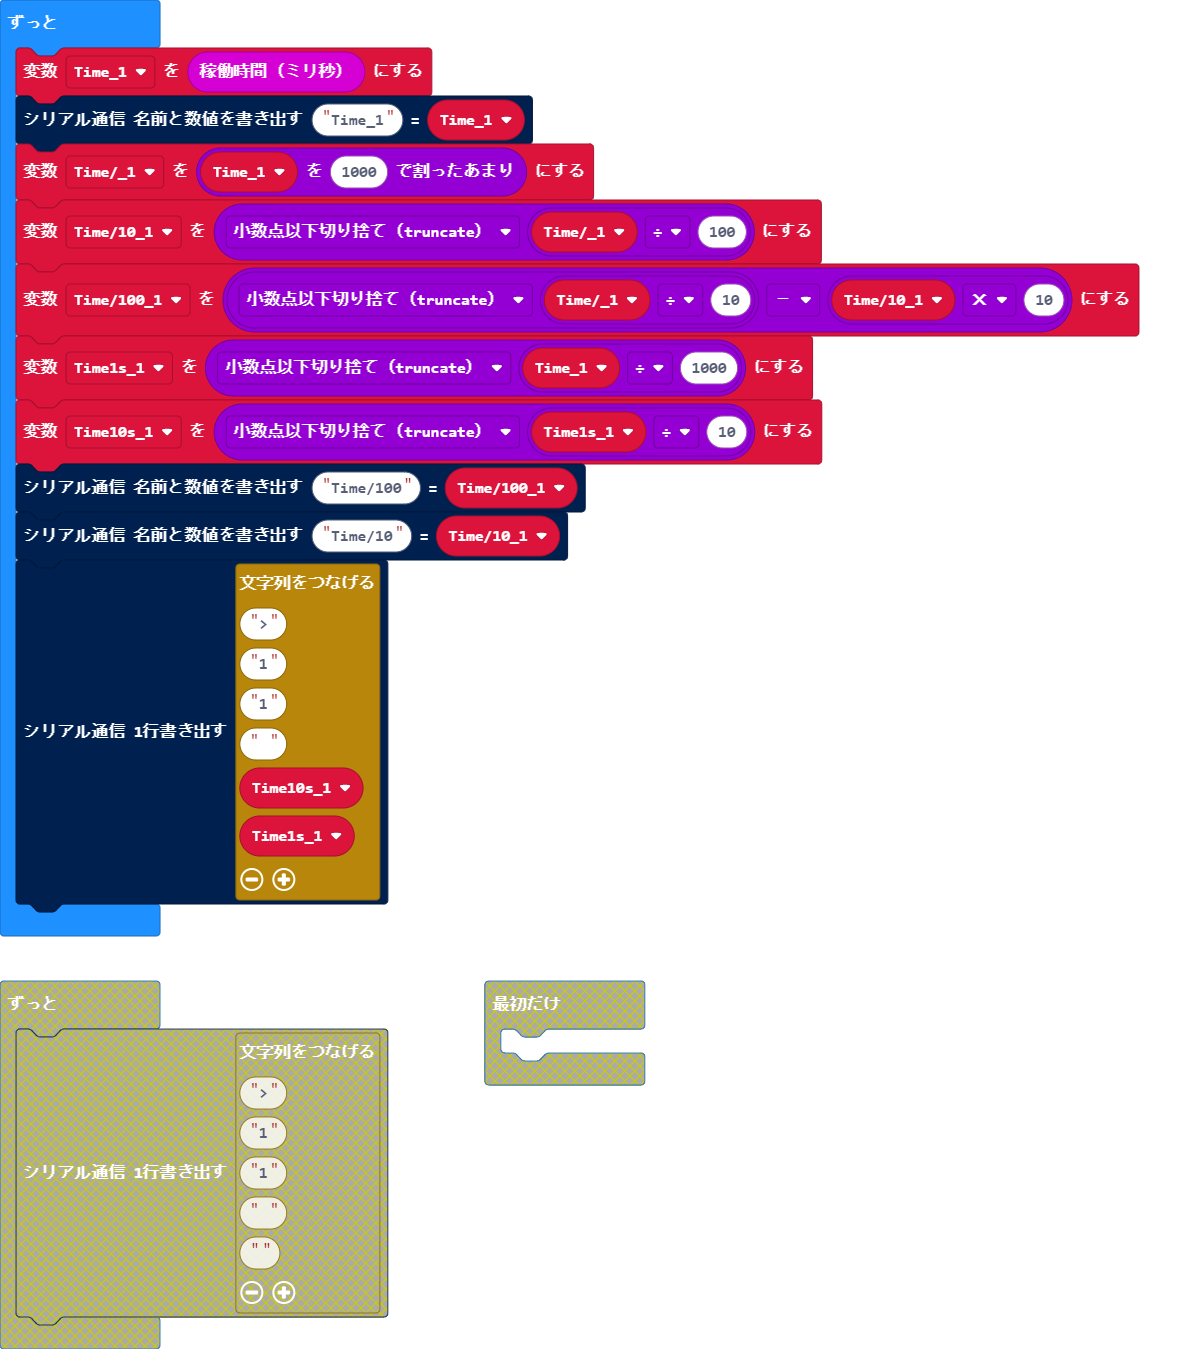 ずっと
変数 Time_1 を 稼働時間（ミリ秒） にする
シリアル通信 名前と数値を書き出す "Time_1" = Time_1
変数 Time/_1 を Time_1 を 1000 で割ったあまり にする
変数 Time/10_1 を 小数点以下切り捨て（truncate） Time/_1 ÷ 100 にする
変数 Time/100_1 を 小数点以下切り捨て（truncate） Time/_1 ÷ 10 - Time/10_1 × 10 にする
変数 Time1s_1 を 小数点以下切り捨て（truncate） Time_1 ÷ 1000 にする
変数 Time10s_1 を 小数点以下切り捨て（truncate） Time1s_1 ÷ 10 にする
シリアル通信 名前と数値を書き出す "Time/100" = Time/100_1
シリアル通信 名前と数値を書き出す "Time/10" = Time/10_1
文字列をつなげる
">"
"1"
"1"
" "
シリアル通信 1行書き出す
Time10s_1
Time1s_1
ずっと
最初だけ
文字列をつなげる
">"
"1"
シリアル通信 1行書き出す "1"
" "
""